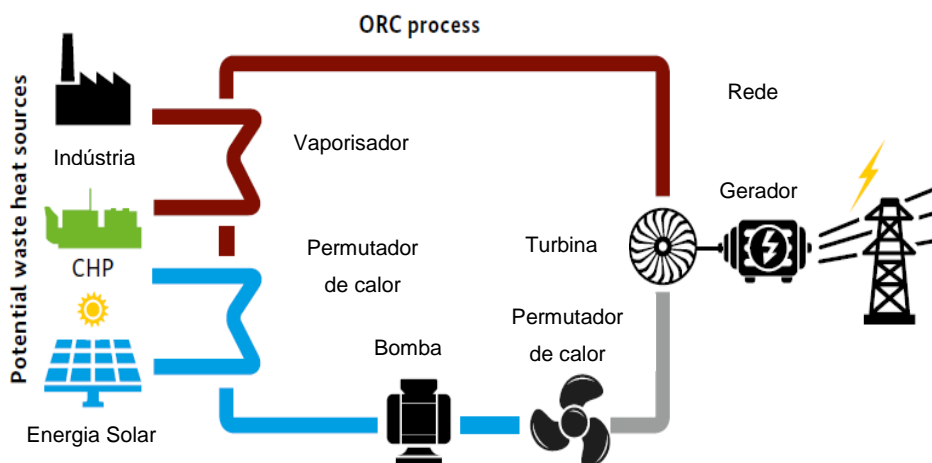 ORC process
Potential waste heat sources
Indústria
CHP
Energia Solar
Vaporisador
Permutador
de calor
Bomba
Permutador
de calor
Turbina
Gerador
Rede